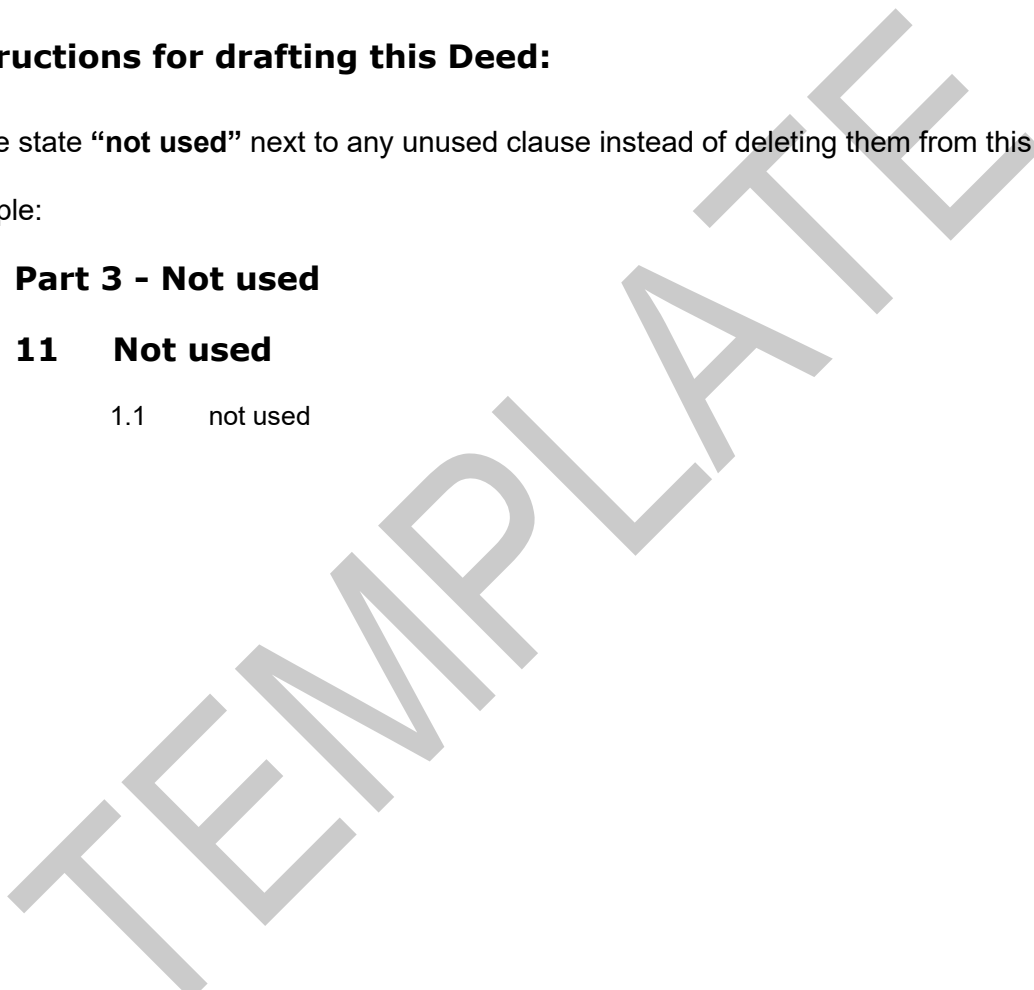 ructions for drafting this Deed:
e state “not used” next to any unused clause instead of deleting them from this
ple:
Part 3 - Not used
11 Not used
1.1 not used
TEMPLATE